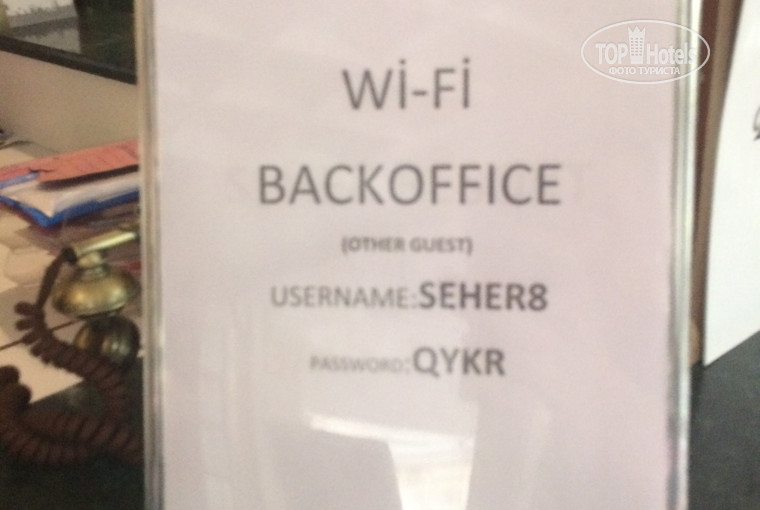 TOP Hotels
ФОТО ТУРИСТА
Wİ-Fİ
BACKOFFICE
(OTHER GUEST)
USERNAME:SEHER8
PASSWORD:QYKR